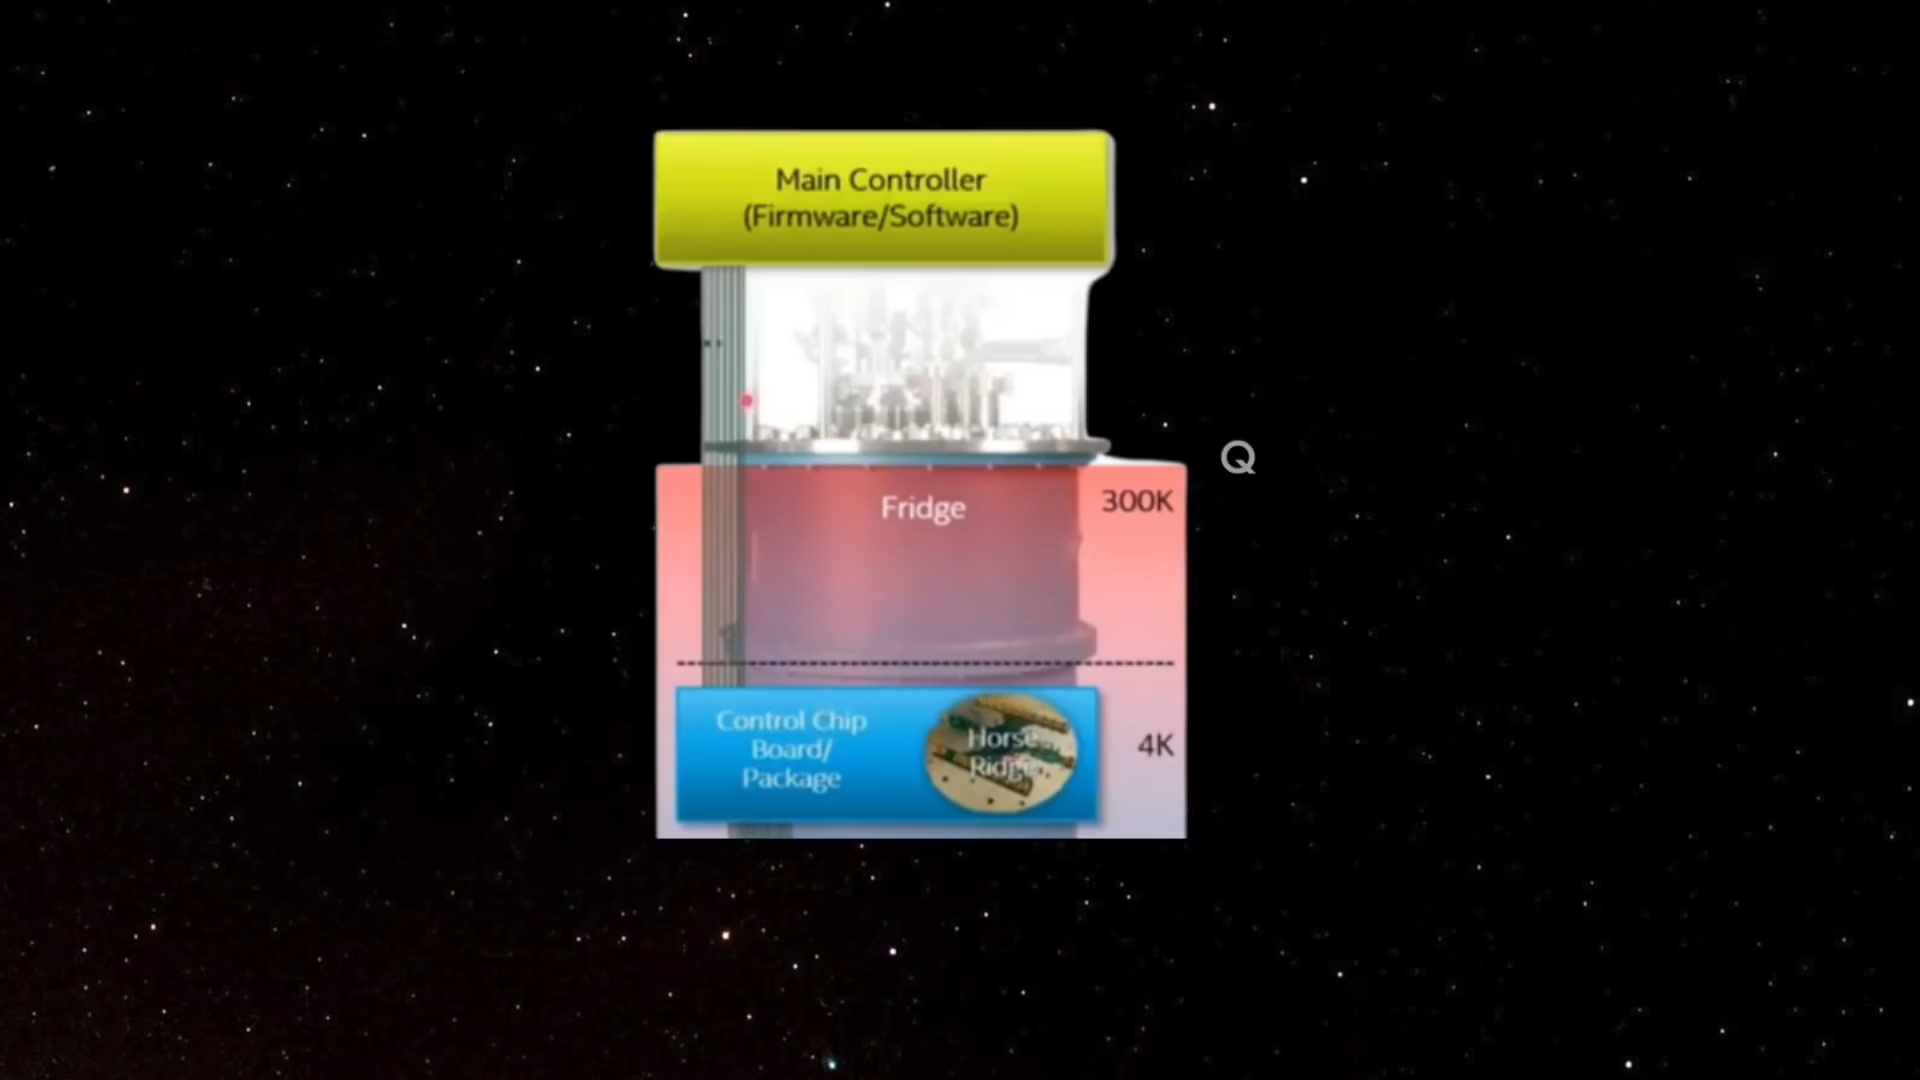 Main Controller
(Firmware/Software)
Q
Fridge
300K
Control Chip
Board/
Package
Horse
Ridge
4K